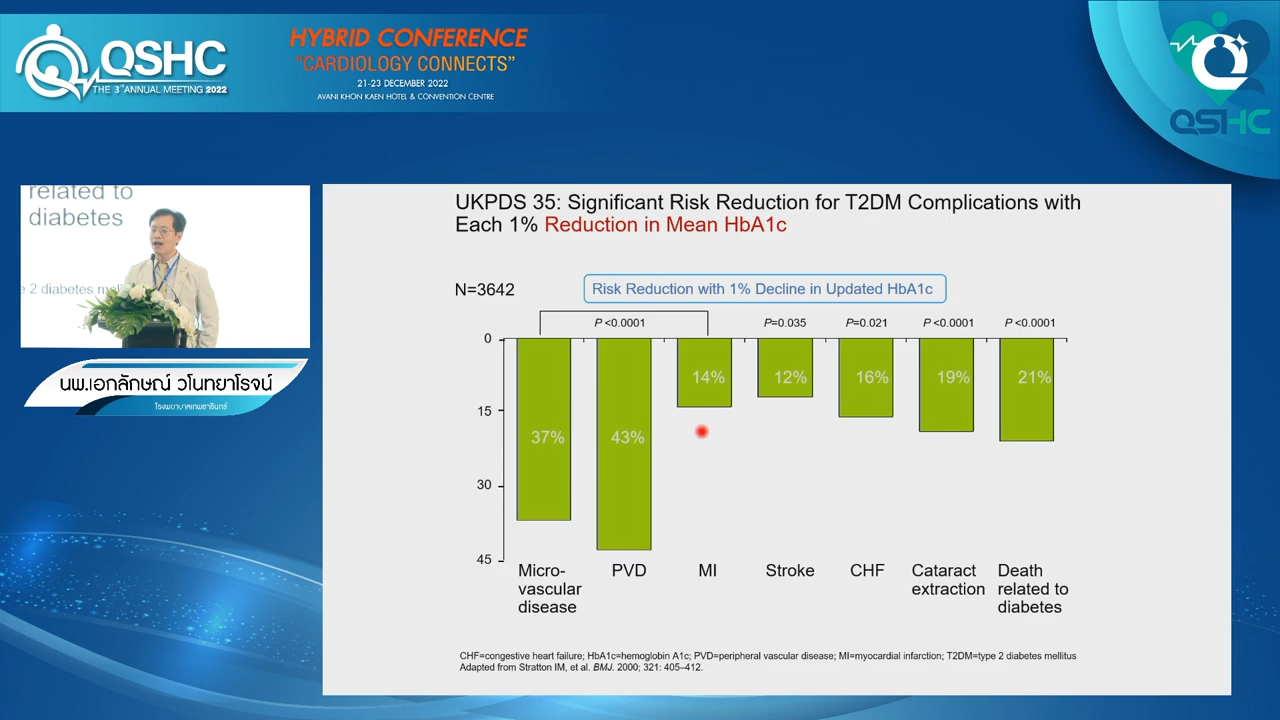 QSHC
THE 3rd ANNUAL MEETING 2022
HYBRID CONFERENCE
"CARDIOLOGY CONNECTS"
21-23 DECEMBER 2022
AVANI KHON KAEN HOTEL & CONVENTION CENTRE
QSHC
related to
diabetes
e 2 diabetes mel
นพ.เอกลักษณ์ วโนทยาโรจน์
โรงพยาบาลเทพธารินทร์
UKPDS 35: Significant Risk Reduction for T2DM Complications with
Each 1% Reduction in Mean HbA1c
N=3642
Risk Reduction with 1% Decline in Updated HbA1c
P <0.0001
P=0.035
P=0.021
P <0.0001
P <0.0001
0
15
30
45
37%
43%
14%
12%
16%
19%
21%
Micro-
vascular
disease
PVD
MI
Stroke
CHF
Cataract
extraction
Death
related to
diabetes
CHF=congestive heart failure; HbA1c=hemoglobin A1c; PVD=peripheral vascular disease; MI=myocardial infarction; T2DM=type 2 diabetes mellitus
Adapted from Stratton IM, et al. BMJ. 2000; 321: 405–412.